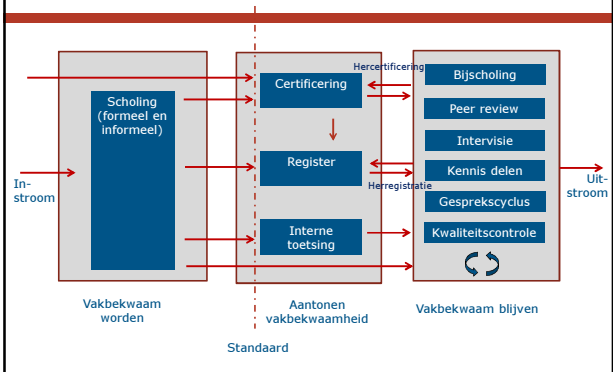 In-
stroom
Scholing
(formeel en
informeel)
Vakbekwaam
worden
Hercertificering
Certificering
Register
Herregistratie
Interne
toetsing
Aantonen
vakbekwaamheid
Standaard
Bijscholing
Peer review
Intervisie
Kennis delen
Gesprekscyclus
Kwaliteitscontrole
Vakbekwaam blijven
Uit-
stroom